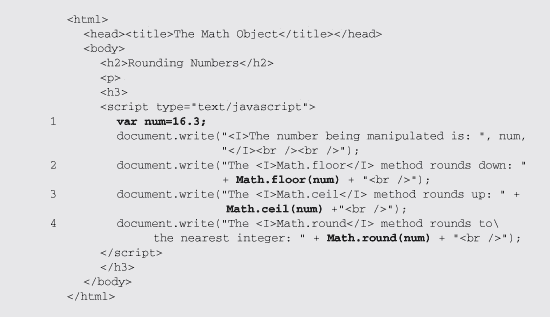 <html>
<head><title>The Math Object</title></head>
<body>
<h2>Rounding Numbers</h2>
<p>
<h3>
<script type="text/javascript">
1 var num=16.3;
document.write("<I>The number being manipulated is: ", num,
"</I><br /><br />");
2 document.write("The <I>Math.floor</I> method rounds down: "
+ Math.floor(num) + "<br />");
3 document.write("The <I>Math.ceil</I> method rounds up: " +
Math.ceil(num) +"<br />");
4 document.write("The <I>Math.round</I> method rounds to\
the nearest integer: " + Math.round(num) + "<br />");
</script>
</h3>
</body>
</html>